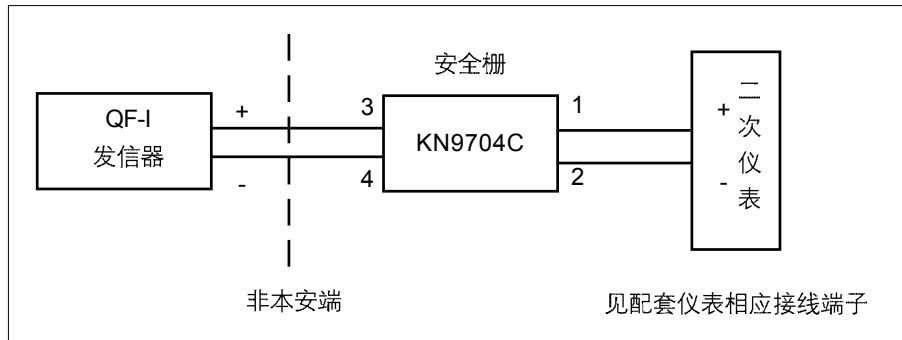 安全栅
QF-I
发信器
+
-
3
4
KN9704C
1
2
+
-
二次仪表
非本安端
见配套仪表相应接线端子